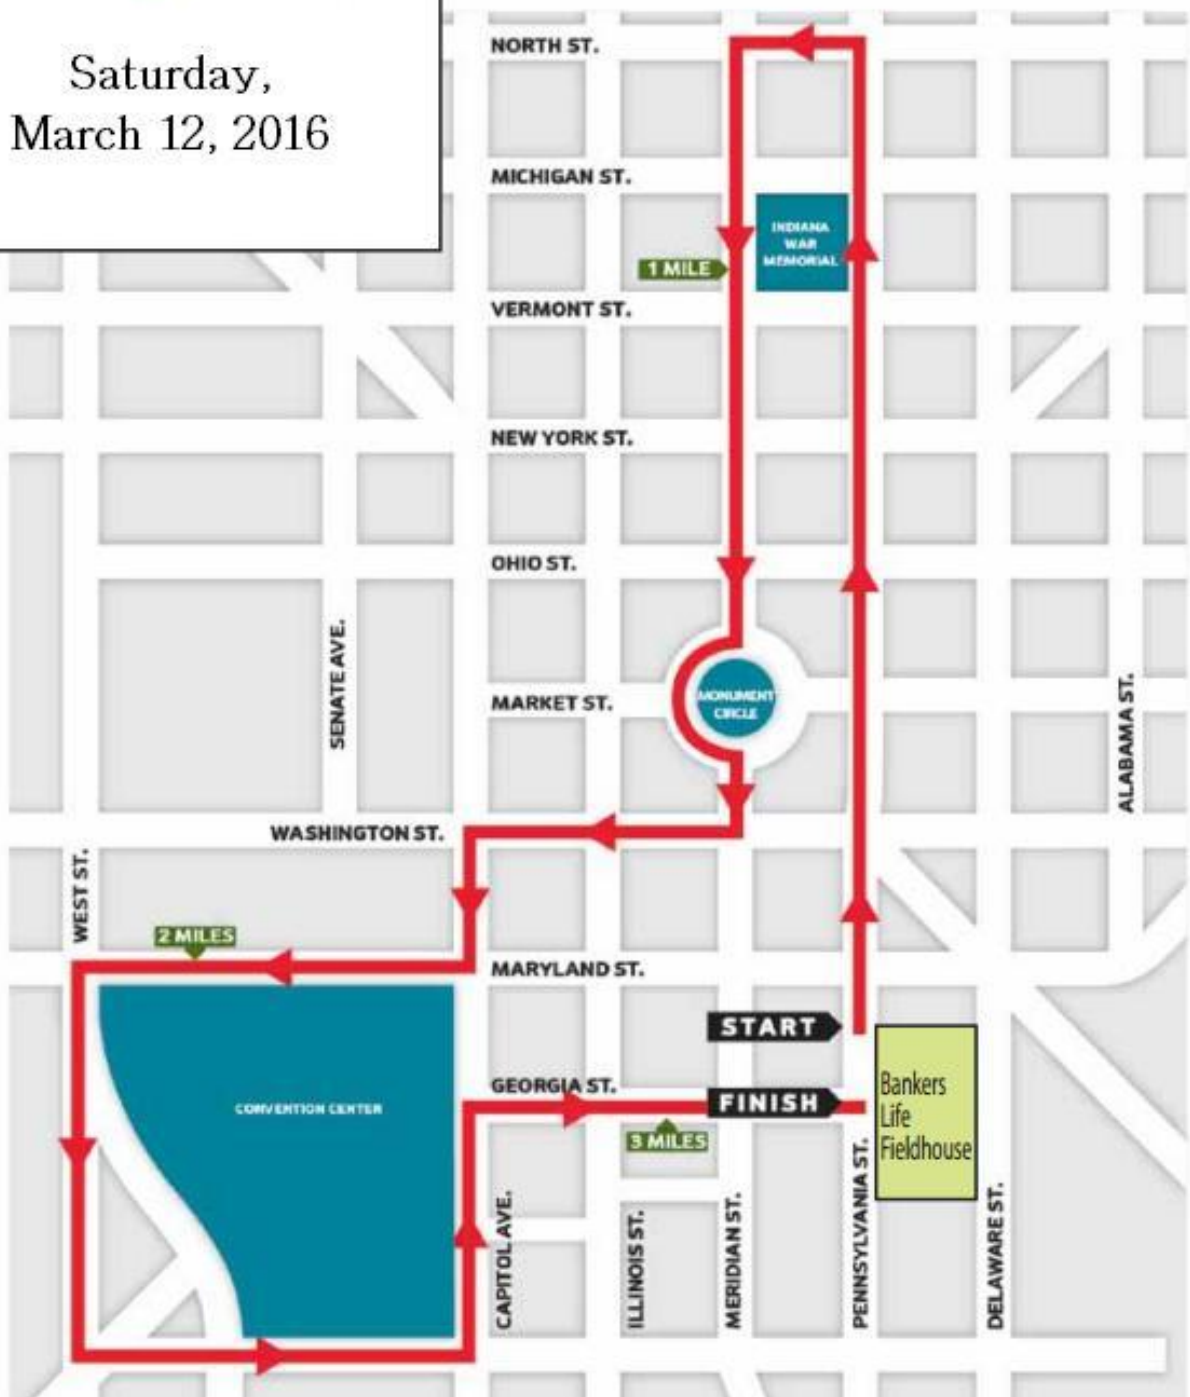 Saturday,
March 12, 2016
NORTH ST.
MICHIGAN ST.
INDIANA
WAR
MEMORIAL
1 MILE
VERMONT ST.
NEW YORK ST.
OHIO ST.
SENATE AVE.
MARKET ST.
MONUMENT
CIRCLE
ALABAMA ST.
WASHINGTON ST.
WEST ST.
2 MILES
MARYLAND ST.
START
GEORGIA ST.
CONVENTION CENTER
FINISH
Bankers
Life
Fieldhouse
3 MILES
CAPITOL AVE.
ILLINOIS ST.
MERIDIAN ST.
PENNSYLVANIA ST.
DELAWARE ST.